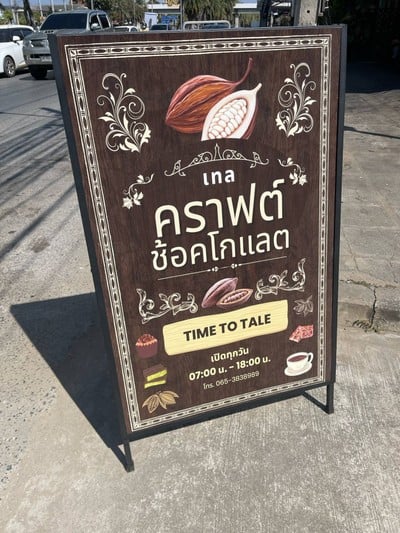 เทล
คราฟต์
ช้อคโกแลต
TIME TO TALE
เปิดทุกวัน
07:00 น. - 18:00 น.
โทร. 065-3838989